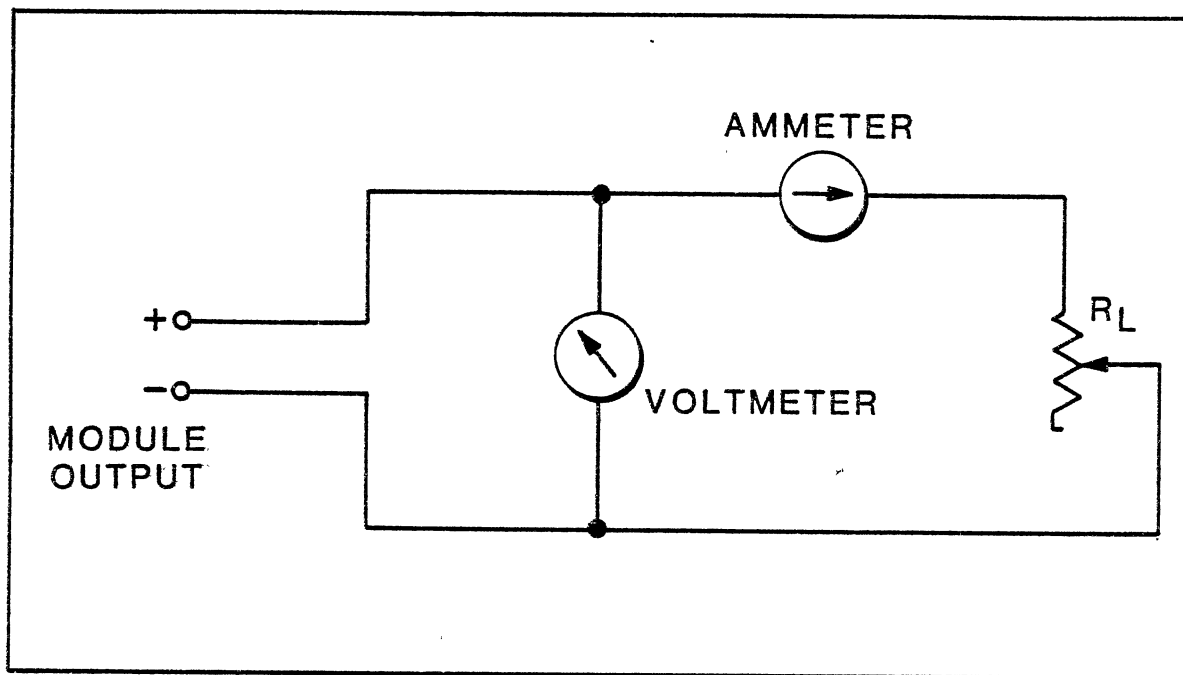 AMMETER
+
R_L
-
VOLTMETER
MODULE
OUTPUT